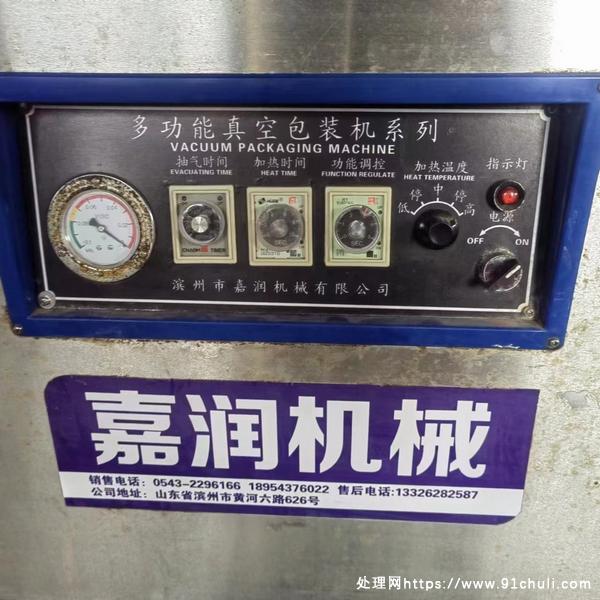 多功能真空包装机系列
VACUUM PACKAGING MACHINE
抽气时间 加热时间 功能调控 加热温度 指示灯
EVACUATING TIME HEAT TIME FUNCTION REGULATE HEAT TEMPERATURE
停 中 停
低 高
电源
OFF ON
TIMER
SEC SEC
滨州市嘉润机械有限公司
嘉润机械
销售电话：0543-2296166 18954376022 售后电话:13326282587
公司地址：山东省滨州市黄河六路626号
处理网https://www.91chuli.com/